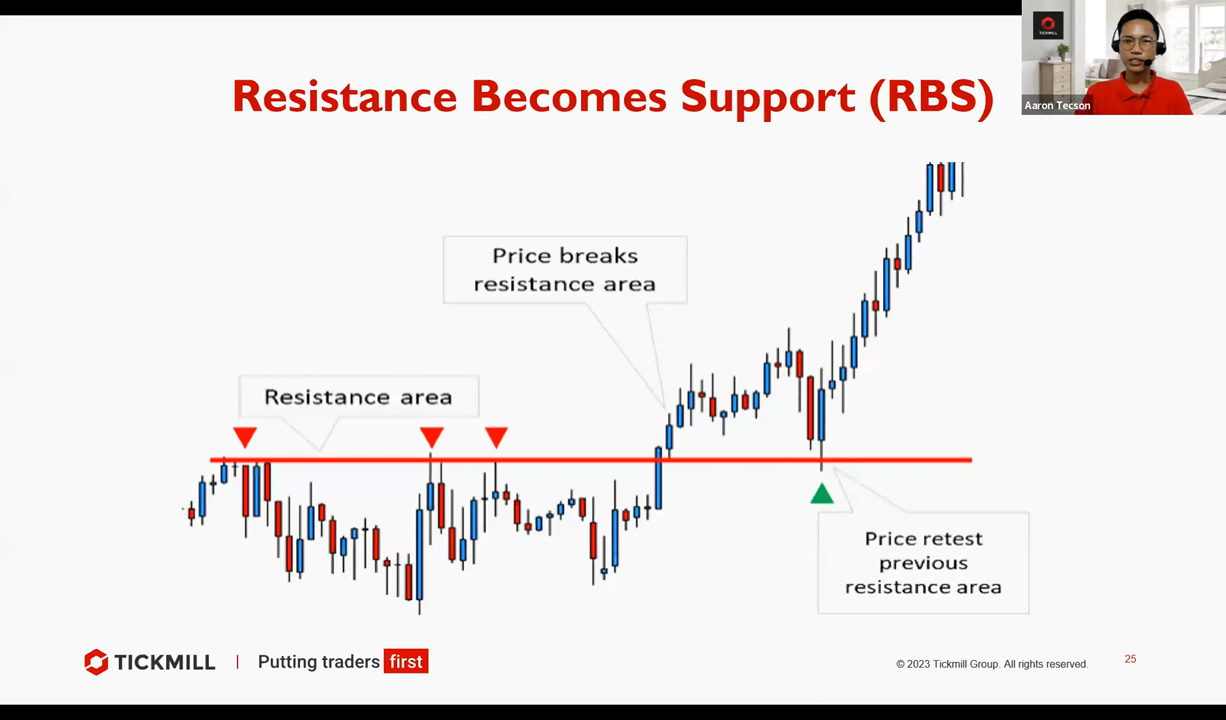 Resistance Becomes Support (RBS)
TICKMILL
Aaron Tecson
Price breaks
resistance area
Resistance area
Price retest
previous
resistance area
TICKMILL | Putting traders first
© 2023 Tickmill Group. All rights reserved.
25